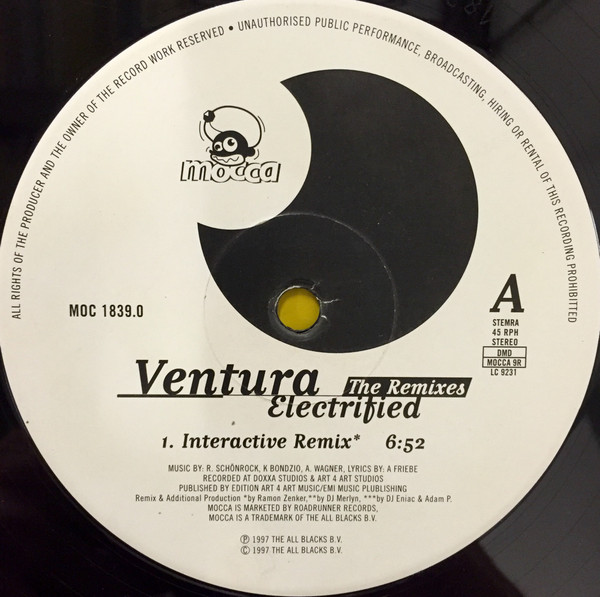 ALL RIGHTS OF THE PRODUCER AND THE OWNER OF THE RECORD WORK RESERVED • UNAUTHORISED PUBLIC PERFORMANCE, BROADCASTING, HIRING OR RENTAL OF THIS RECORDING PROHIBITTED
mocca
MOC 1839.0
A
STEMRA
45 RPH
STEREO
DMD
MOCCA 9R
LC 9231
Ventura The Remixes
Electrified
1. Interactive Remix* 6:52
MUSIC BY: R. SCHÖNROCK, K BONDZIO, A. WAGNER, LYRICS BY: A FRIEBE
RECORDED AT DOXXA STUDIOS & ART 4 ART STUDIOS
PUBLISHED BY EDITION ART 4 ART MUSIC/EMI MUSIC PLUBLISHING
Remix & Additional Production *by Ramon Zenker,**by DJ Merlyn, ***by DJ Eniac & Adam P.
MOCCA IS MARKETED BY ROADRUNNER RECORDS,
MOCCA IS A TRADEMARK OF THE ALL BLACKS B.V.
℗ 1997 THE ALL BLACKS B.V.
© 1997 THE ALL BLACKS B.V.